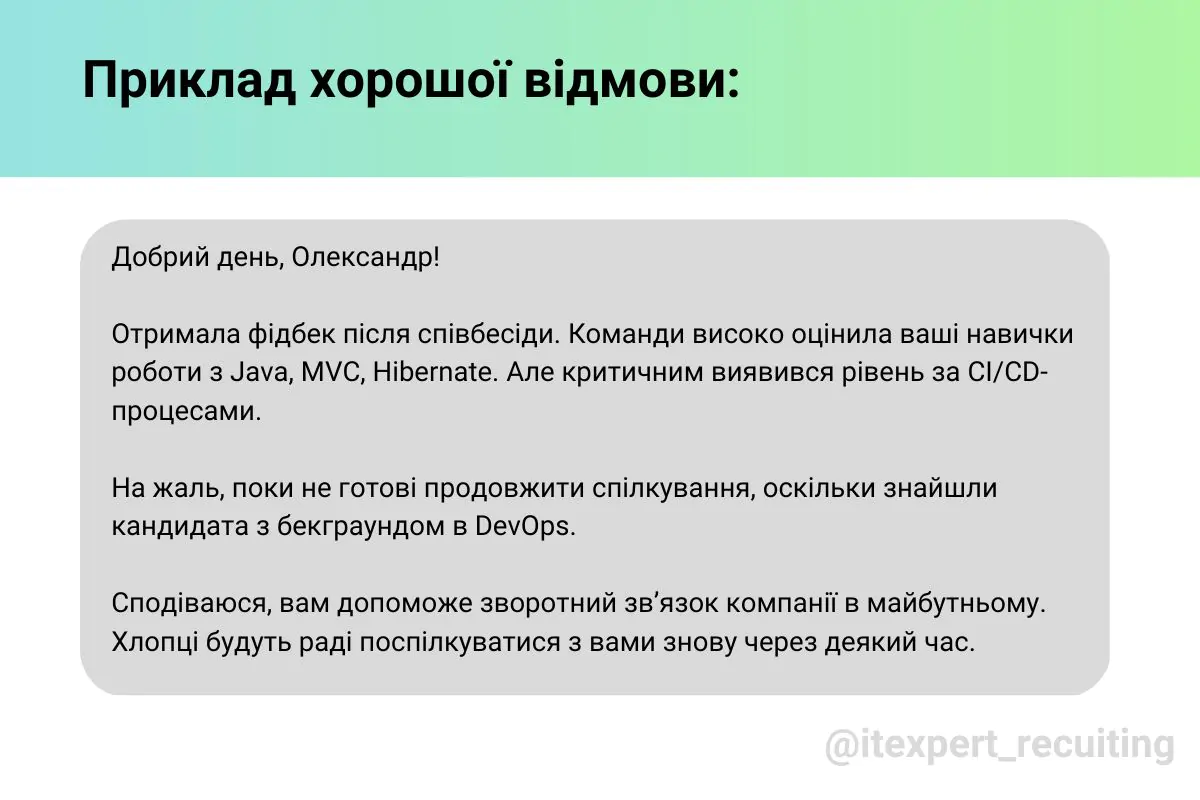 Приклад хорошої відмови:
Добрий день, Олександр!
Отримала фідбек після співбесіди. Команди високо оцінила ваші навички
роботи з Java, MVC, Hibernate. Але критичним виявився рівень за CI/CD-
процесами.
На жаль, поки не готові продовжити спілкування, оскільки знайшли
кандидата з бекграундом в DevOps.
Сподіваюся, вам допоможе зворотний зв’язок компанії в майбутньому.
Хлопці будуть раді поспілкуватися з вами знову через деякий час.
@itexpert_recuiting